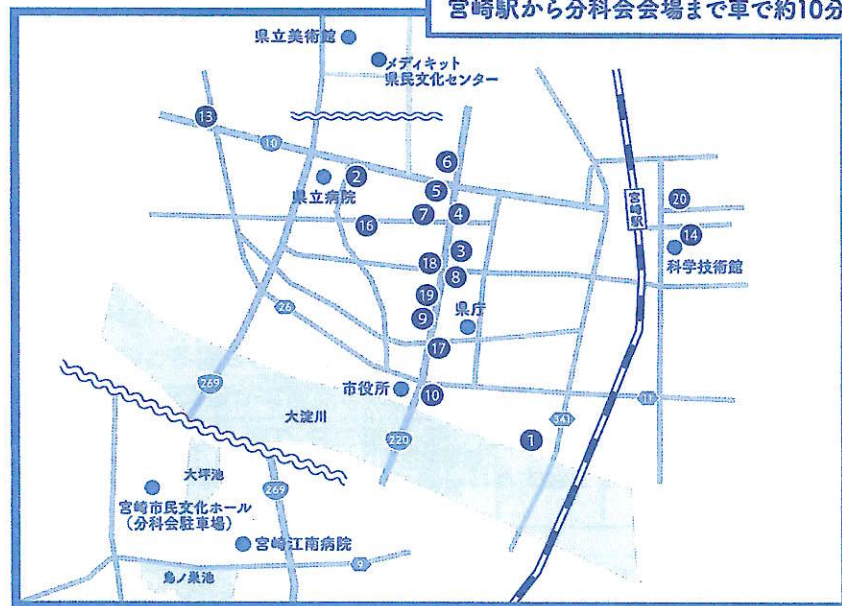 宮崎駅から分科会会場まで車で約10分
県立美術館
メディキット
県民文化センター
13
10
6
2
県立病院
5
7
4
16
20
宮崎駅
14
科学技術館
3
18
8
19
26
9
県庁
17
269
市役所
10
11
大淀川
220
1
341
大坪池
269
宮崎市民文化ホール
(分科会駐車場)
宮崎江南病院
9
鳥ノ巣池